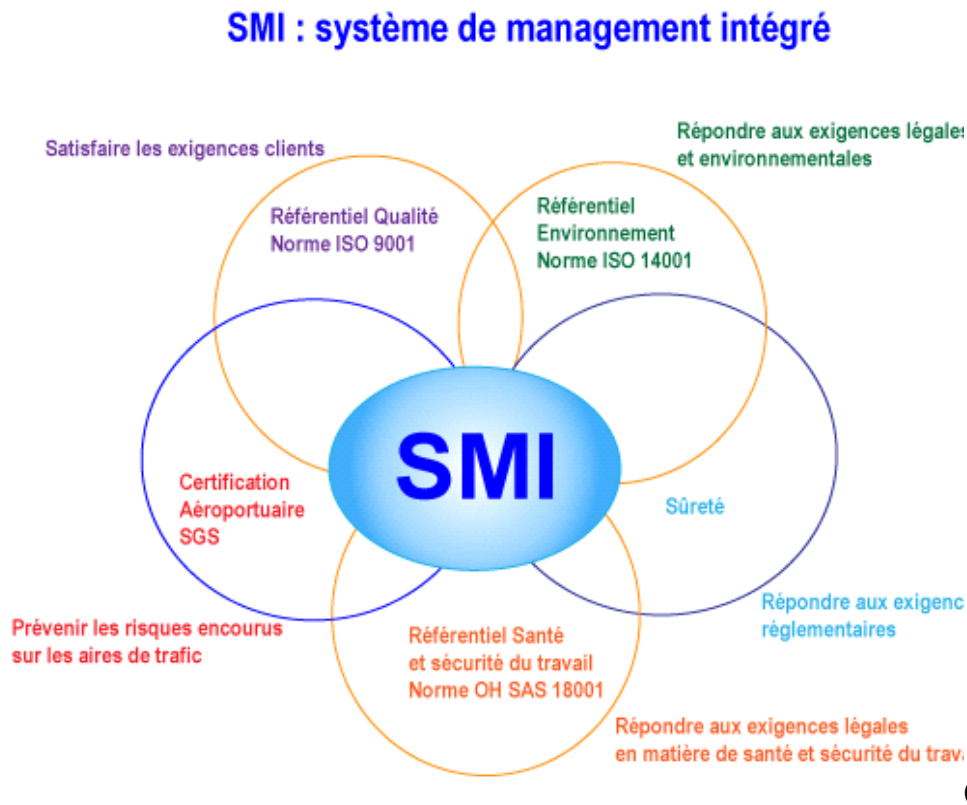 SMI : système de management intégré
Satisfaire les exigences clients
Répondre aux exigences légales
et environnementales
Référentiel Qualité
Norme ISO 9001
Référentiel
Environnement
Norme ISO 14001
SMI
Certification
Aéroportuaire
SGS
Sûreté
Prévenir les risques encourus
sur les aires de trafic
Répondre aux exigenc
réglementaires
Référentiel Santé
et sécurité du travail
Norme OH SAS 18001
Répondre aux exigences légales
en matière de santé et sécurité du trava